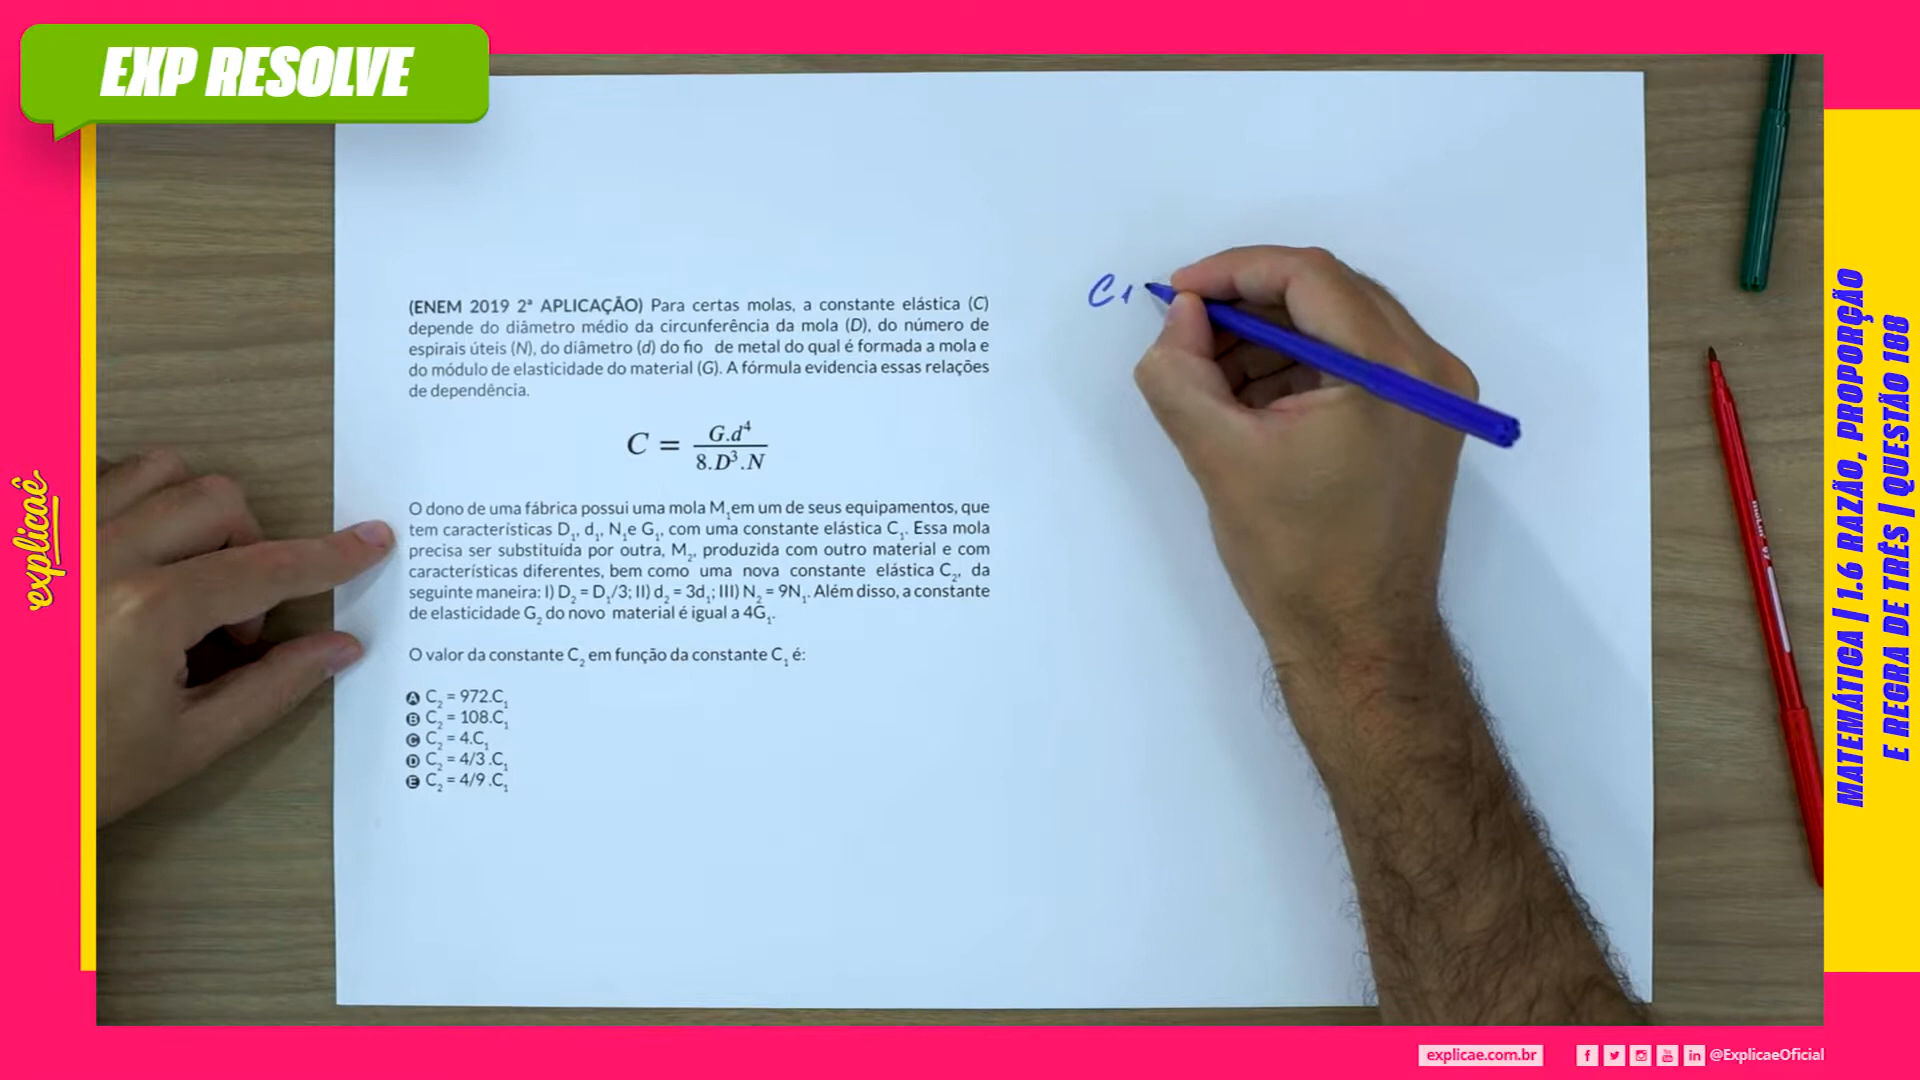 EXP RESOLVE
(ENEM 2019 2ª APLICAÇÃO) Para certas molas, a constante elástica (C)
depende do diâmetro médio da circunferência da mola (D), do número de
espirais úteis (N), do diâmetro (d) do fio de metal do qual é formada a mola e
do módulo de elasticidade do material (G). A fórmula evidencia essas relações
de dependência.
C = G.d⁴ / 8.D³.N
O dono de uma fábrica possui uma mola M₁ em um de seus equipamentos, que
tem características D₁, d₁, N₁ e G₁, com uma constante elástica C₁. Essa mola
precisa ser substituída por outra, M₂, produzida com outro material e com
características diferentes, bem como uma nova constante elástica C₂, da
seguinte maneira: I) D₂ = D₁/3; II) d₂ = 3d₁; III) N₂ = 9N₁. Além disso, a constante
de elasticidade G₂ do novo material é igual a 4G₁.
O valor da constante C₂ em função da constante C₁ é:
A C₂ = 972.C₁
B C₂ = 108.C₁
C C₂ = 4.C₁
D C₂ = 4/3 .C₁
E C₂ = 4/9 .C₁
C₁
explicaê
MATEMÁTICA | 1.6 RAZÃO, PROPORÇÃO
E REGRA DE TRÊS | QUESTÃO 188
explicae.com.br
@ExplicaeOficial